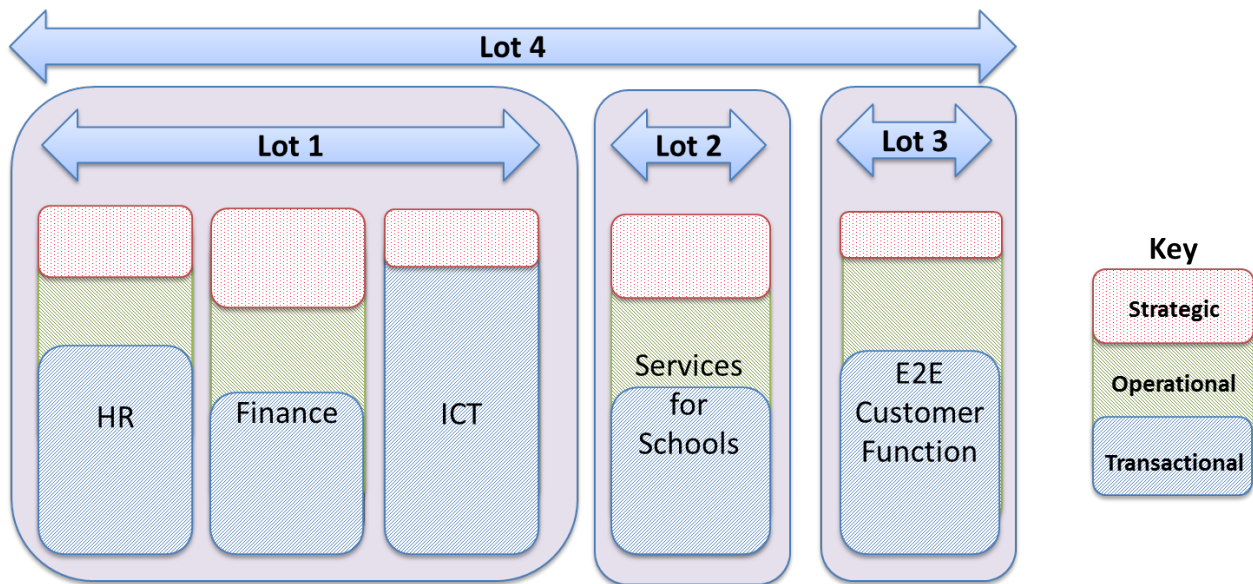 Lot 4
Lot 1
Lot 2
Lot 3
HR
Finance
ICT
Services
for
Schools
E2E
Customer
Function
Key
Strategic
Operational
Transactional